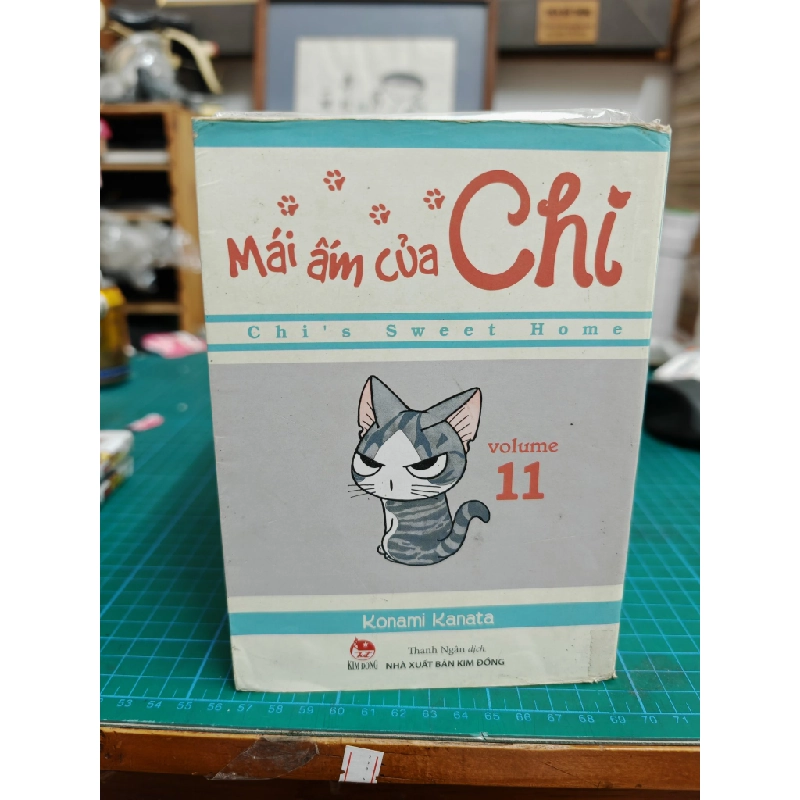 Mái ấm của Chi
Chi's Sweet Home
volume
11
Konami Kanata
Thanh Ngân dịch
KIM ĐỒNG
NHÀ XUẤT BẢN KIM ĐỒNG
53 54 55 56 57 58 59 60 61 62 63 64 65 66 67 68 69 70 71